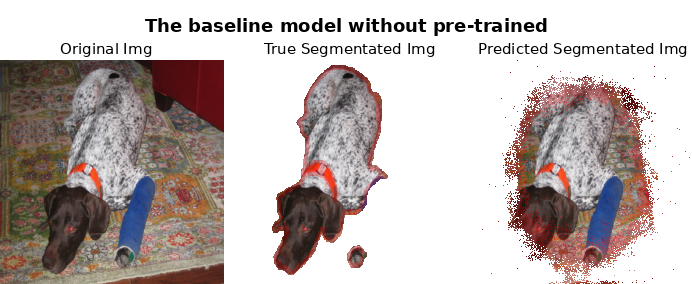 The baseline model without pre-trained
Original Img
True Segmentated Img
Predicted Segmentated Img